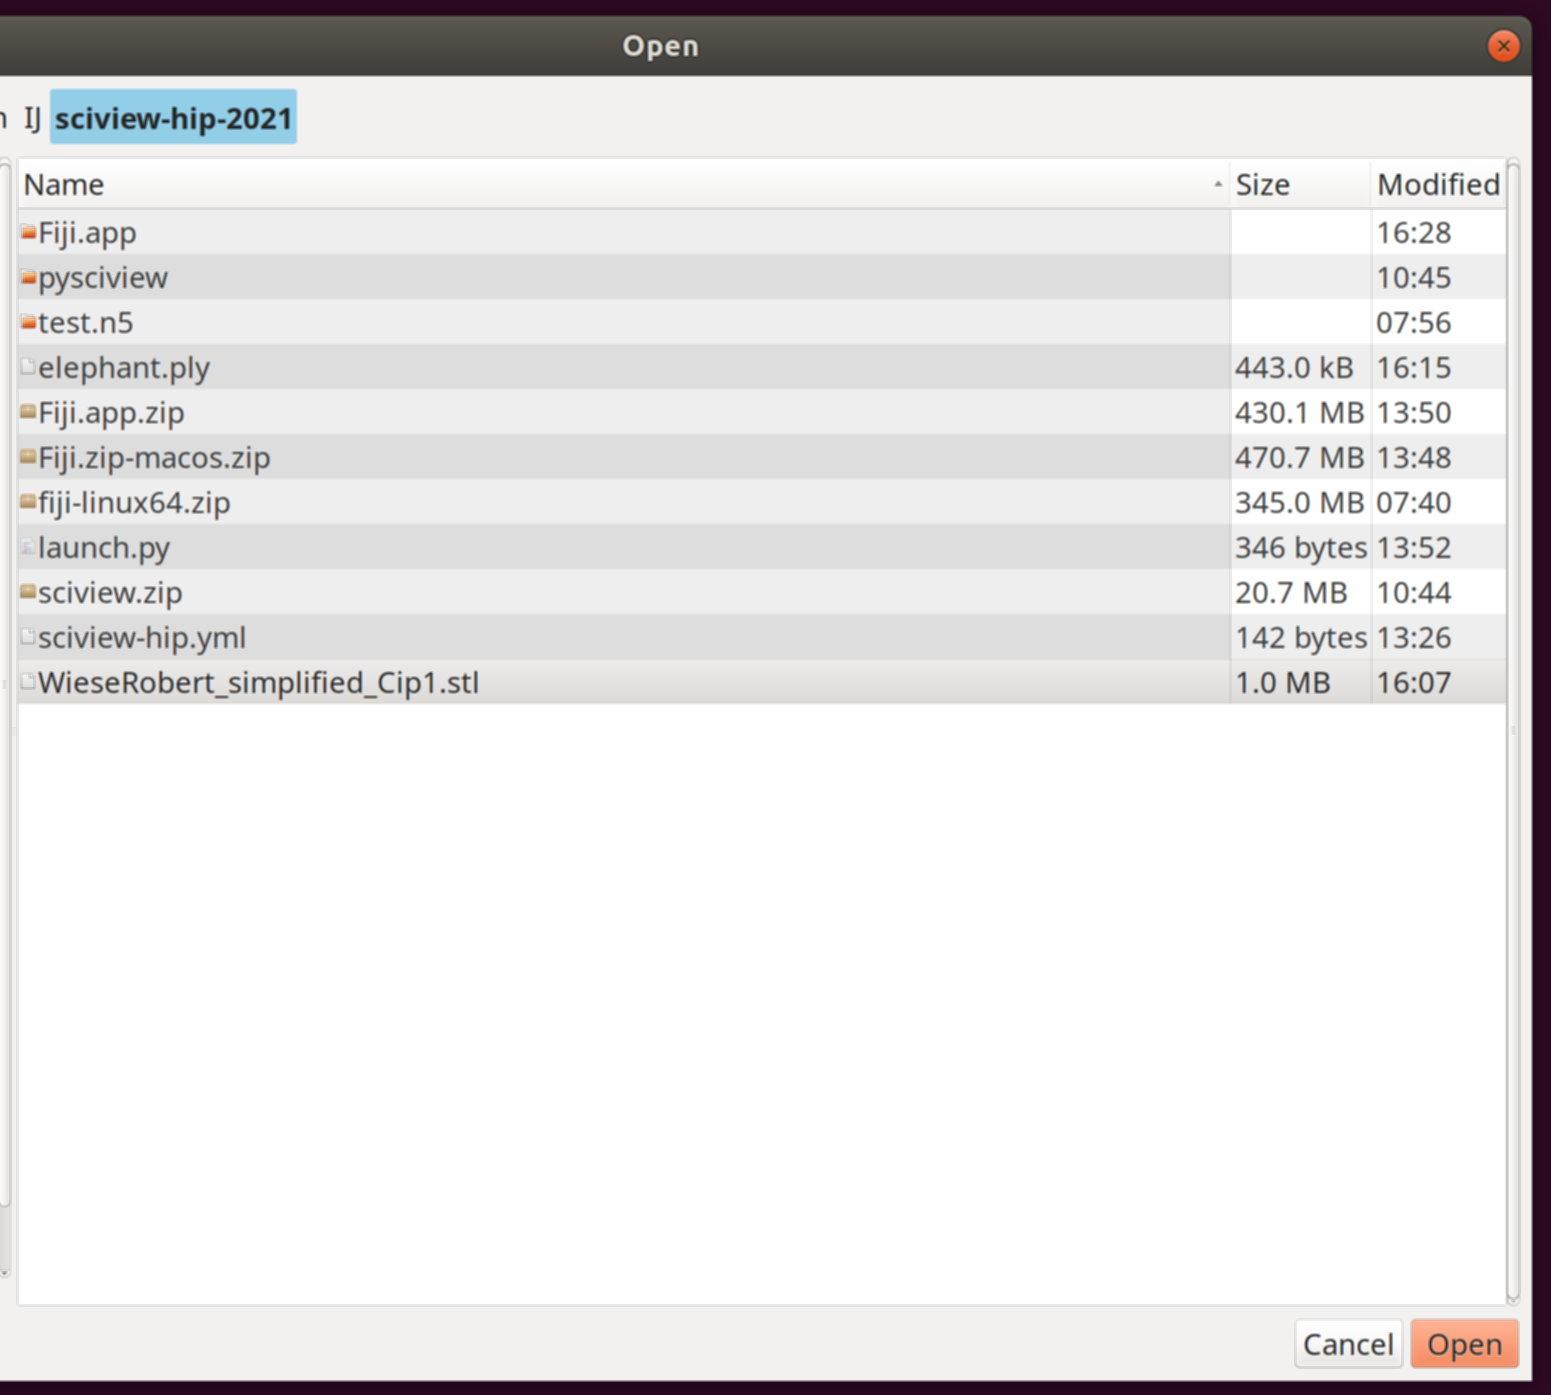 Open
IJ sciview-hip-2021
Name Size Modified
Fiji.app 16:28
pysciview 10:45
test.n5 07:56
elephant.ply 443.0 kB 16:15
Fiji.app.zip 430.1 MB 13:50
Fiji.zip-macos.zip 470.7 MB 13:48
fiji-linux64.zip 345.0 MB 07:40
launch.py 346 bytes 13:52
sciview.zip 20.7 MB 10:44
sciview-hip.yml 142 bytes 13:26
WieseRobert_simplified_Cip1.stl 1.0 MB 16:07
Cancel Open